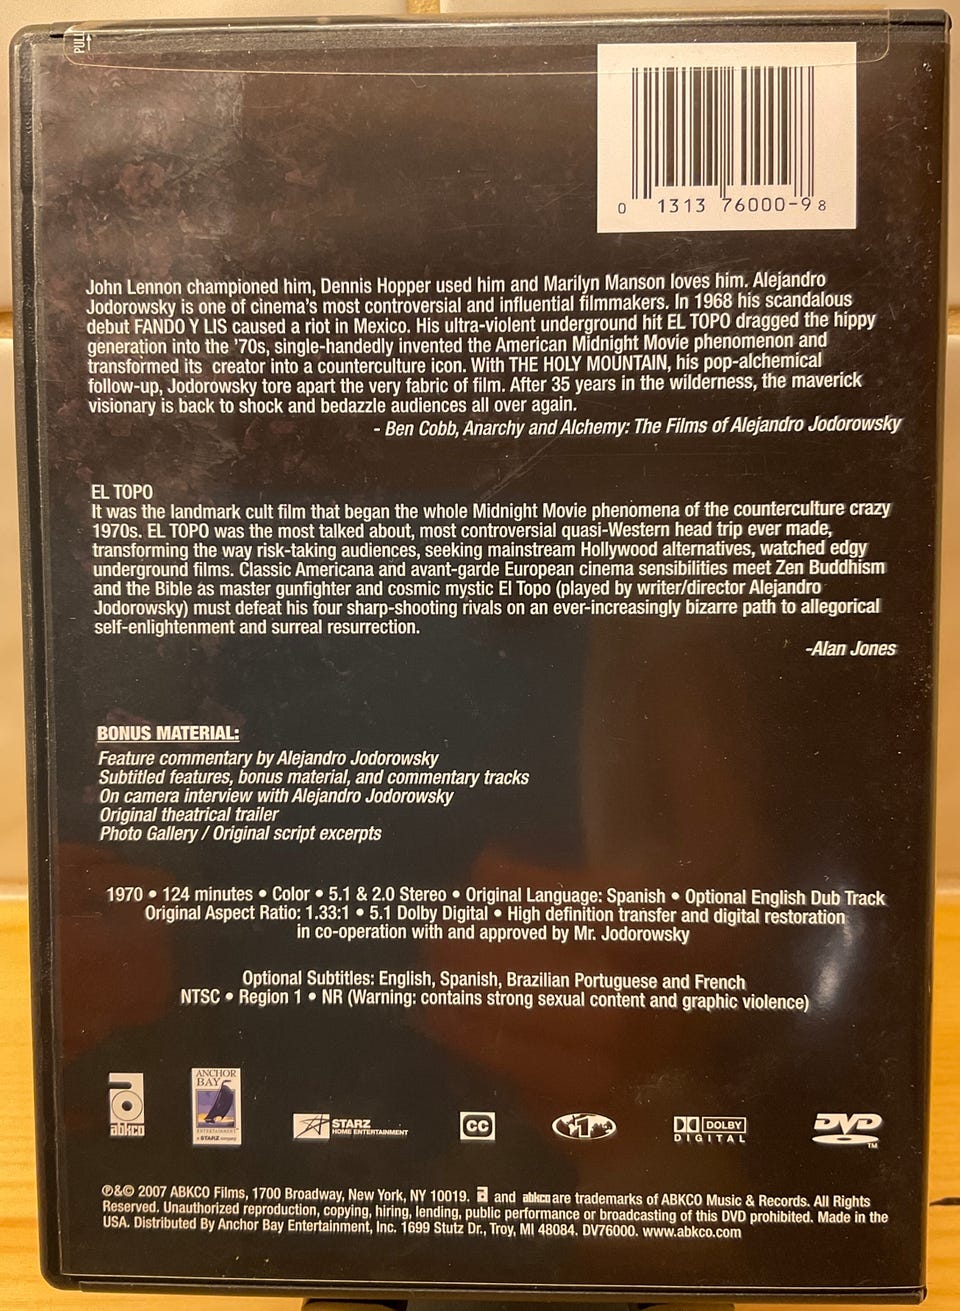 PULL
0 1313 76000-9 8
John Lennon championed him, Dennis Hopper used him and Marilyn Manson loves him. Alejandro
Jodorowsky is one of cinema's most controversial and influential filmmakers. In 1968 his scandalous
debut FANDO Y LIS caused a riot in Mexico. His ultra-violent underground hit EL TOPO dragged the hippy
generation into the '70s, single-handedly invented the American Midnight Movie phenomenon and
transformed its creator into a counterculture icon. With THE HOLY MOUNTAIN, his pop-alchemical
follow-up, Jodorowsky tore apart the very fabric of film. After 35 years in the wilderness, the maverick
visionary is back to shock and bedazzle audiences all over again.
- Ben Cobb, Anarchy and Alchemy: The Films of Alejandro Jodorowsky
EL TOPO
It was the landmark cult film that began the whole Midnight Movie phenomena of the counterculture crazy
1970s. EL TOPO was the most talked about, most controversial quasi-Western head trip ever made,
transforming the way risk-taking audiences, seeking mainstream Hollywood alternatives, watched edgy
underground films. Classic Americana and avant-garde European cinema sensibilities meet Zen Buddhism
and the Bible as master gunfighter and cosmic mystic El Topo (played by writer/director Alejandro
Jodorowsky) must defeat his four sharp-shooting rivals on an ever-increasingly bizarre path to allegorical
self-enlightenment and surreal resurrection.
-Alan Jones
BONUS MATERIAL:
Feature commentary by Alejandro Jodorowsky
Subtitled features, bonus material, and commentary tracks
On camera interview with Alejandro Jodorowsky
Original theatrical trailer
Photo Gallery / Original script excerpts
1970 • 124 minutes • Color • 5.1 & 2.0 Stereo • Original Language: Spanish • Optional English Dub Track
Original Aspect Ratio: 1.33:1 • 5.1 Dolby Digital • High definition transfer and digital restoration
in co-operation with and approved by Mr. Jodorowsky
Optional Subtitles: English, Spanish, Brazilian Portuguese and French
NTSC • Region 1 • NR (Warning: contains strong sexual content and graphic violence)
abkco
ANCHOR
BAY
ENTERTAINMENT
a STARZ company
STARZ
HOME ENTERTAINMENT
CC
1
DOLBY
DIGITAL
DVD
TM
℗&© 2007 ABKCO Films, 1700 Broadway, New York, NY 10019. a and abkco are trademarks of ABKCO Music & Records. All Rights
Reserved. Unauthorized reproduction, copying, hiring, lending, public performance or broadcasting of this DVD prohibited. Made in the
USA. Distributed By Anchor Bay Entertainment, Inc. 1699 Stutz Dr., Troy, MI 48084. DV76000. www.abkco.com